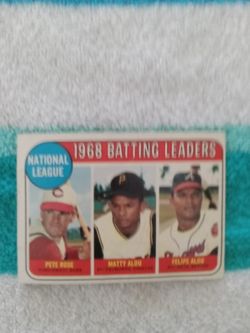 NATIONAL
LEAGUE
1968 BATTING LEADERS
PETE ROSE
MATTY ALOU
FELIPE ALOU